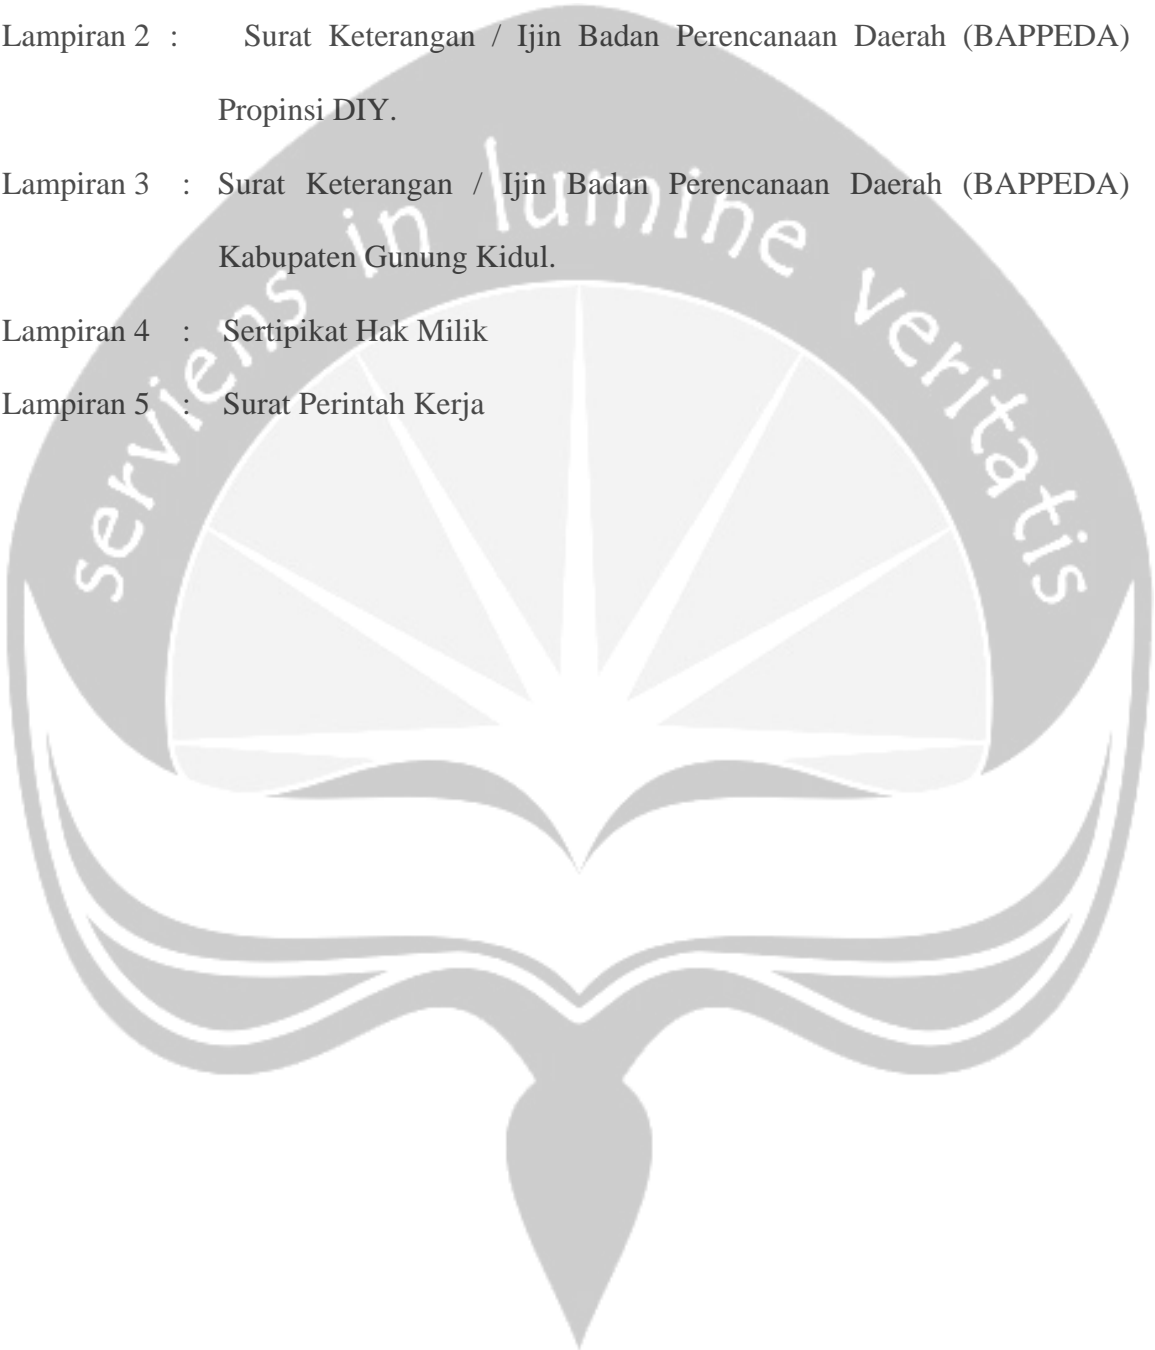 Lampiran 2 : Surat Keterangan / Ijin Badan Perencanaan Daerah (BAPPEDA)
Propinsi DIY.
Lampiran 3 : Surat Keterangan / Ijin Badan Perencanaan Daerah (BAPPEDA)
Kabupaten Gunung Kidul.
Lampiran 4 : Sertipikat Hak Milik
Lampiran 5 : Surat Perintah Kerja
serviens in lumine veritatis